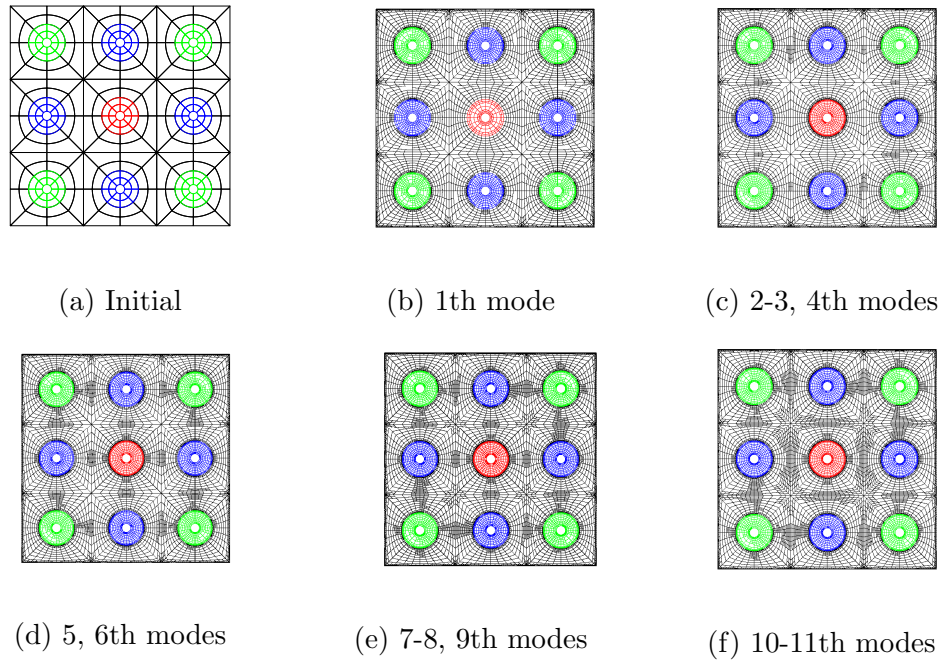 (a) Initial
(b) 1th mode
(c) 2-3, 4th modes
(d) 5, 6th modes
(e) 7-8, 9th modes
(f) 10-11th modes